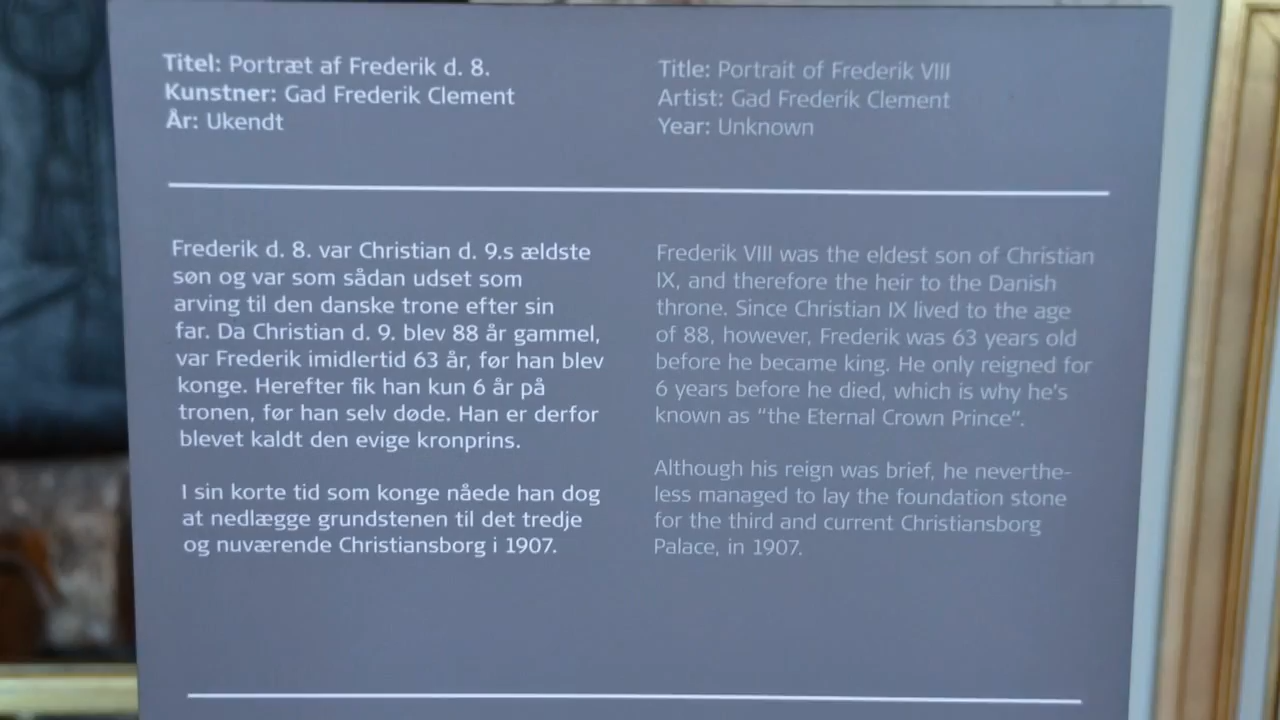 Titel: Portræt af Frederik d. 8.
Kunstner: Gad Frederik Clement
År: Ukendt
Frederik d. 8. var Christian d. 9.s ældste
søn og var som sådan udset som
arving til den danske trone efter sin
far. Da Christian d. 9. blev 88 år gammel,
var Frederik imidlertid 63 år, før han blev
konge. Herefter fik han kun 6 år på
tronen, før han selv døde. Han er derfor
blevet kaldt den evige kronprins.
I sin korte tid som konge nåede han dog
at nedlægge grundstenen til det tredje
og nuværende Christiansborg i 1907.
Title: Portrait of Frederik VIII
Artist: Gad Frederik Clement
Year: Unknown
Frederik VIII was the eldest son of Christian
IX, and therefore the heir to the Danish
throne. Since Christian IX lived to the age
of 88, however, Frederik was 63 years old
before he became king. He only reigned for
6 years before he died, which is why he's
known as “the Eternal Crown Prince”.
Although his reign was brief, he neverthe-
less managed to lay the foundation stone
for the third and current Christiansborg
Palace, in 1907.